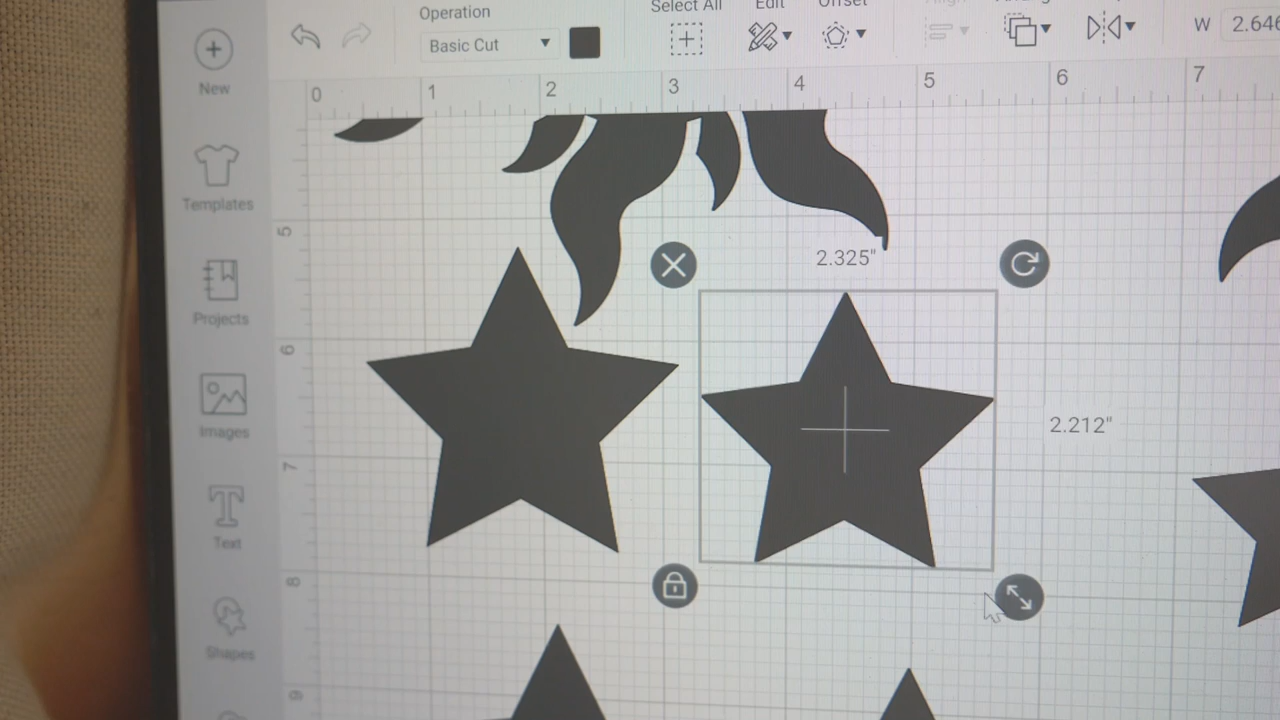 Operation
Select All
Edit
Offset
Basic Cut
W 2.646
New
0 1 2 3 4 5 6 7
Templates
5
2.325"
Projects
6
Images
2.212"
7
Text
8
Shapes
9